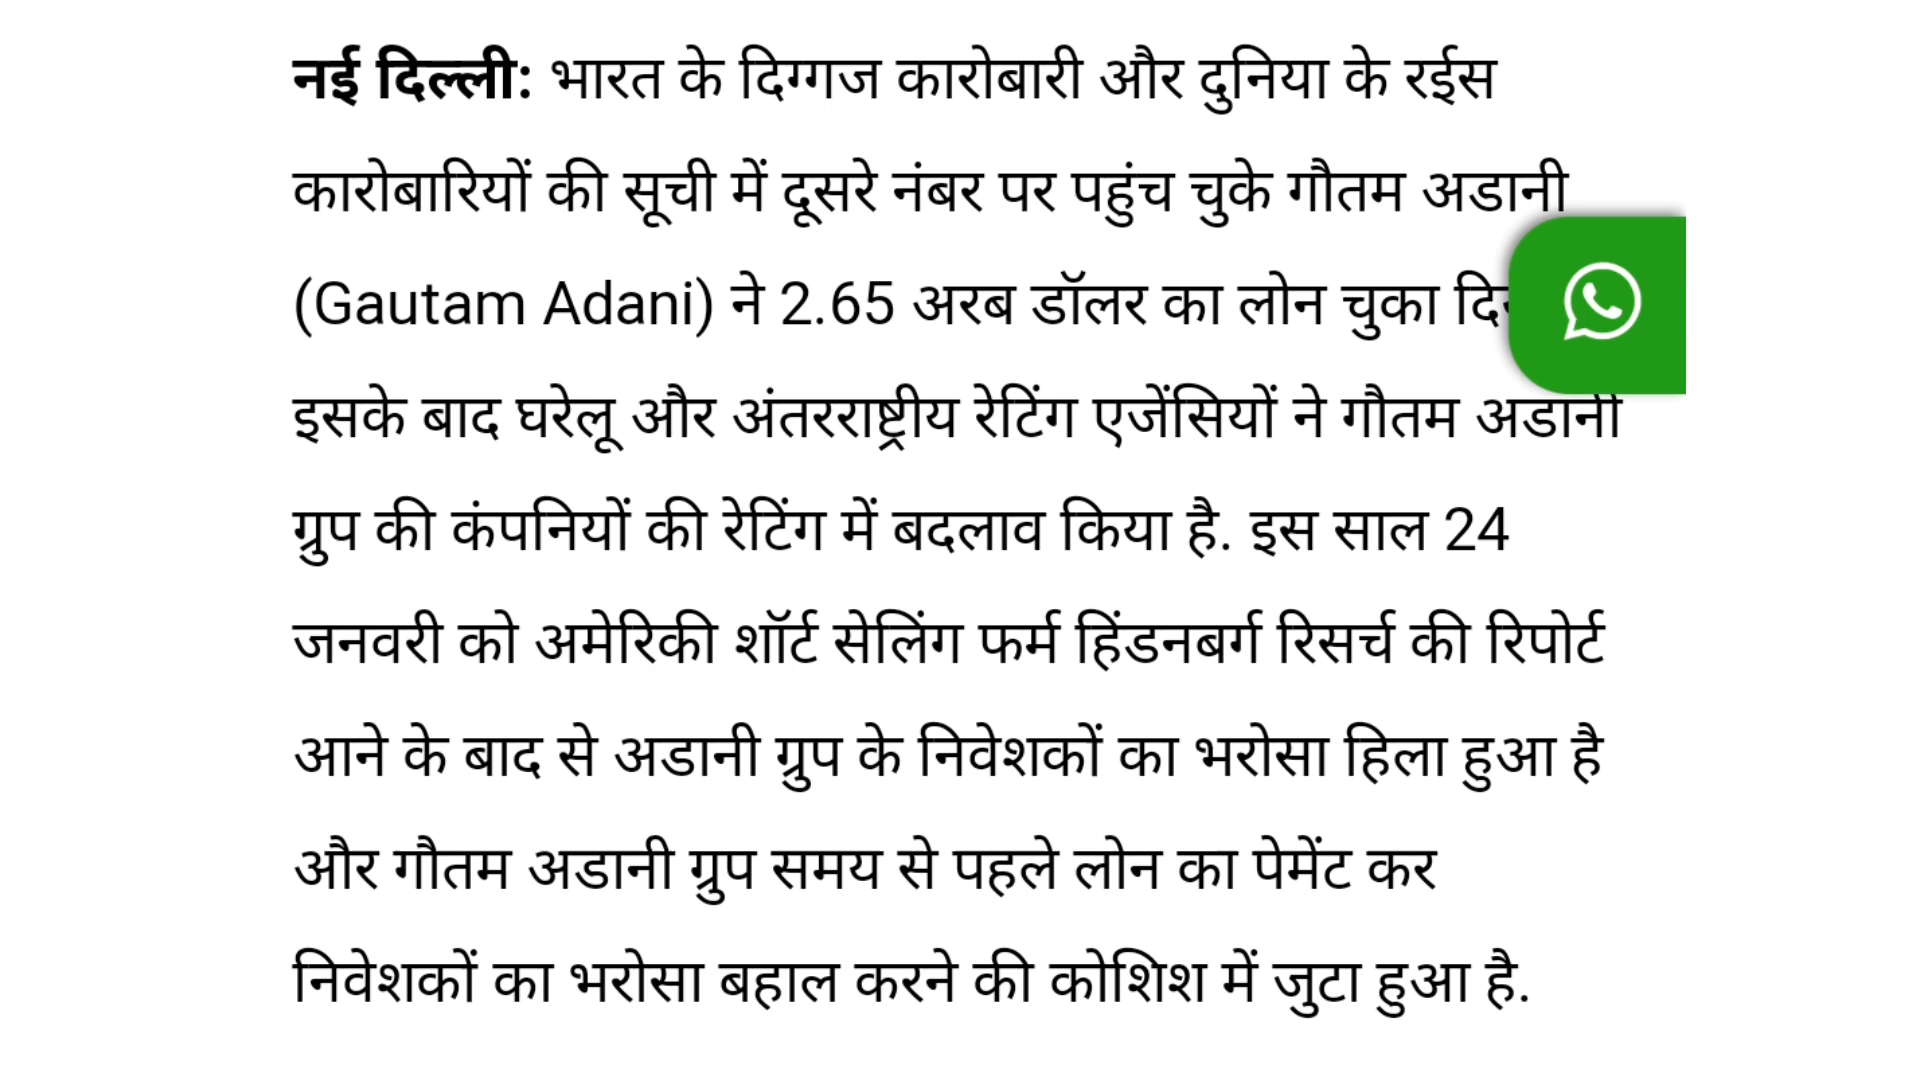 नई दिल्ली: भारत के दिग्गज कारोबारी और दुनिया के रईस
कारोबारियों की सूची में दूसरे नंबर पर पहुंच चुके गौतम अडानी
(Gautam Adani) ने 2.65 अरब डॉलर का लोन चुका
इसके बाद घरेलू और अंतरराष्ट्रीय रेटिंग एजेंसियों ने गौतम अडानी
ग्रुप की कंपनियों की रेटिंग में बदलाव किया है. इस साल 24
जनवरी को अमेरिकी शॉर्ट सेलिंग फर्म हिंडनबर्ग रिसर्च की रिपोर्ट
आने के बाद से अडानी ग्रुप के निवेशकों का भरोसा हिला हुआ है
और गौतम अडानी ग्रुप समय से पहले लोन का पेमेंट कर
निवेशकों का भरोसा बहाल करने की कोशिश में जुटा हुआ है.